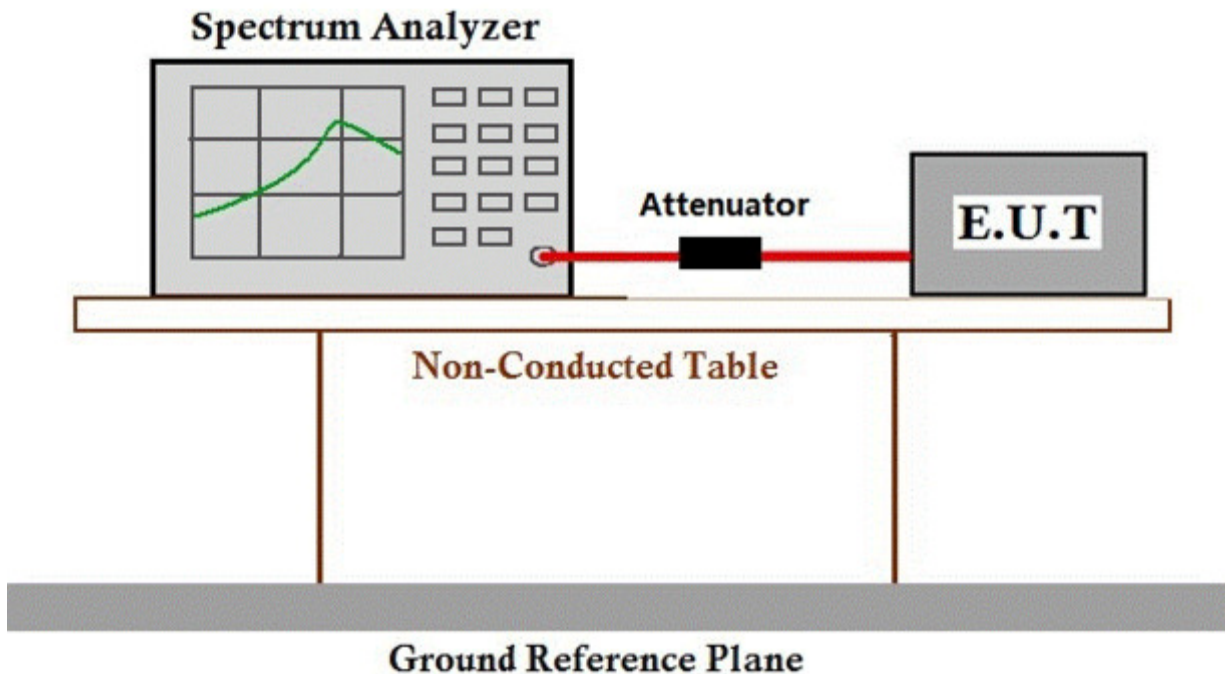 Spectrum Analyzer
Attenuator
E.U.T
Non-Conducted Table
Ground Reference Plane